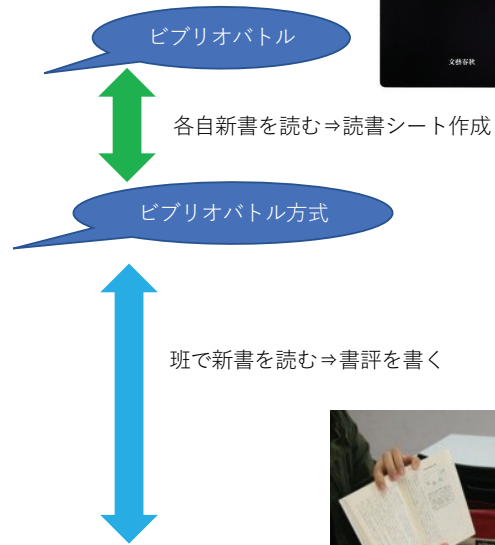 ビブリオバトル
文藝春秋
各自新書を読む⇒読書シート作成
ビブリオバトル方式
班で新書を読む⇒書評を書く